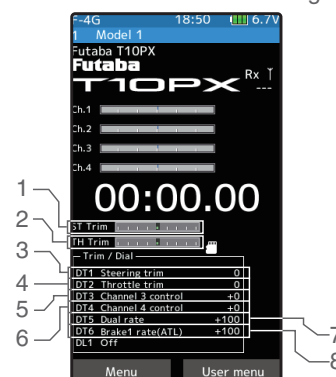 F-4G 18:50 6.7V
1 Model 1
Futaba T10PX
Futaba
T10PX
Rx
---
Ch.1
Ch.2
Ch.3
Ch.4
00:00.00
1
ST Trim
2
TH Trim
Trim / Dial
3
DT1 Steering trim 0
4
DT2 Throttle trim 0
5
DT3 Channel 3 control +0
6
DT4 Channel 4 control +0
DT5 Dual rate +100
7
DT6 Brake1 rate(ATL) +100
8
DL1 Off
Menu User menu